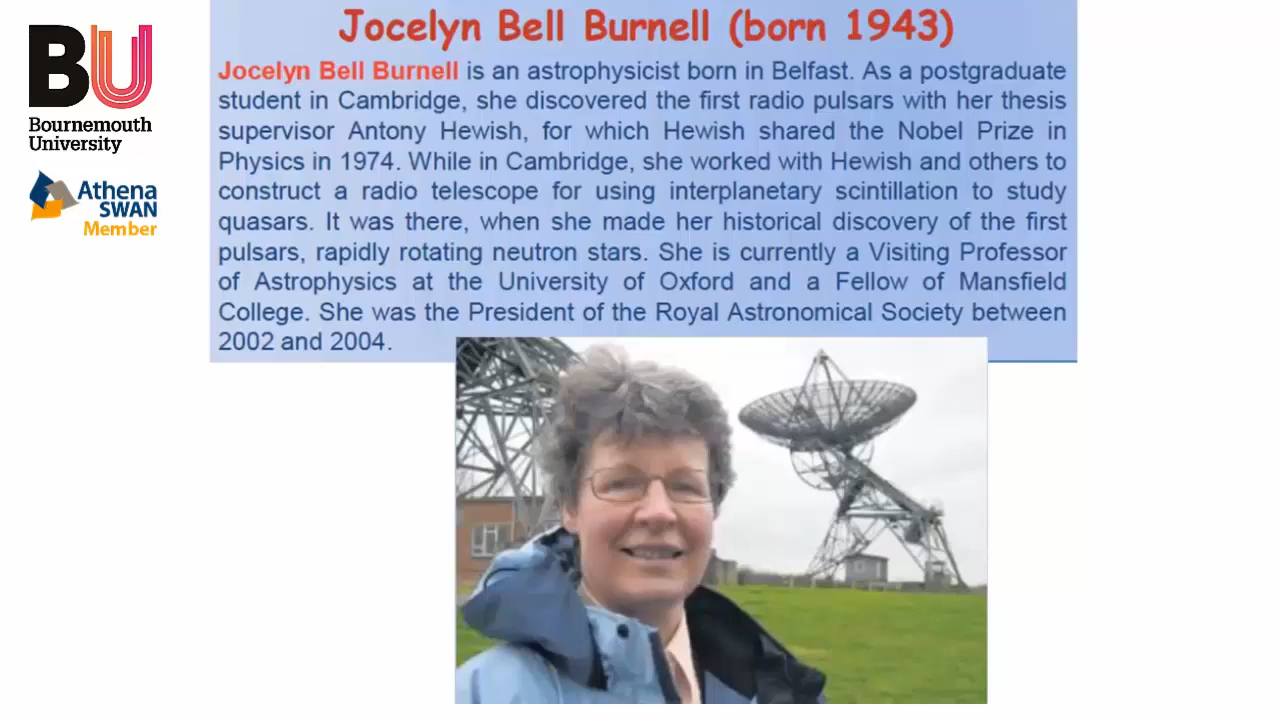 Jocelyn Bell Burnell (born 1943)
BU
Bournemouth
University
Athena
SWAN
Member
Jocelyn Bell Burnell is an astrophysicist born in Belfast. As a postgraduate
student in Cambridge, she discovered the first radio pulsars with her thesis
supervisor Antony Hewish, for which Hewish shared the Nobel Prize in
Physics in 1974. While in Cambridge, she worked with Hewish and others to
construct a radio telescope for using interplanetary scintillation to study
quasars. It was there, when she made her historical discovery of the first
pulsars, rapidly rotating neutron stars. She is currently a Visiting Professor
of Astrophysics at the University of Oxford and a Fellow of Mansfield
College. She was the President of the Royal Astronomical Society between
2002 and 2004.